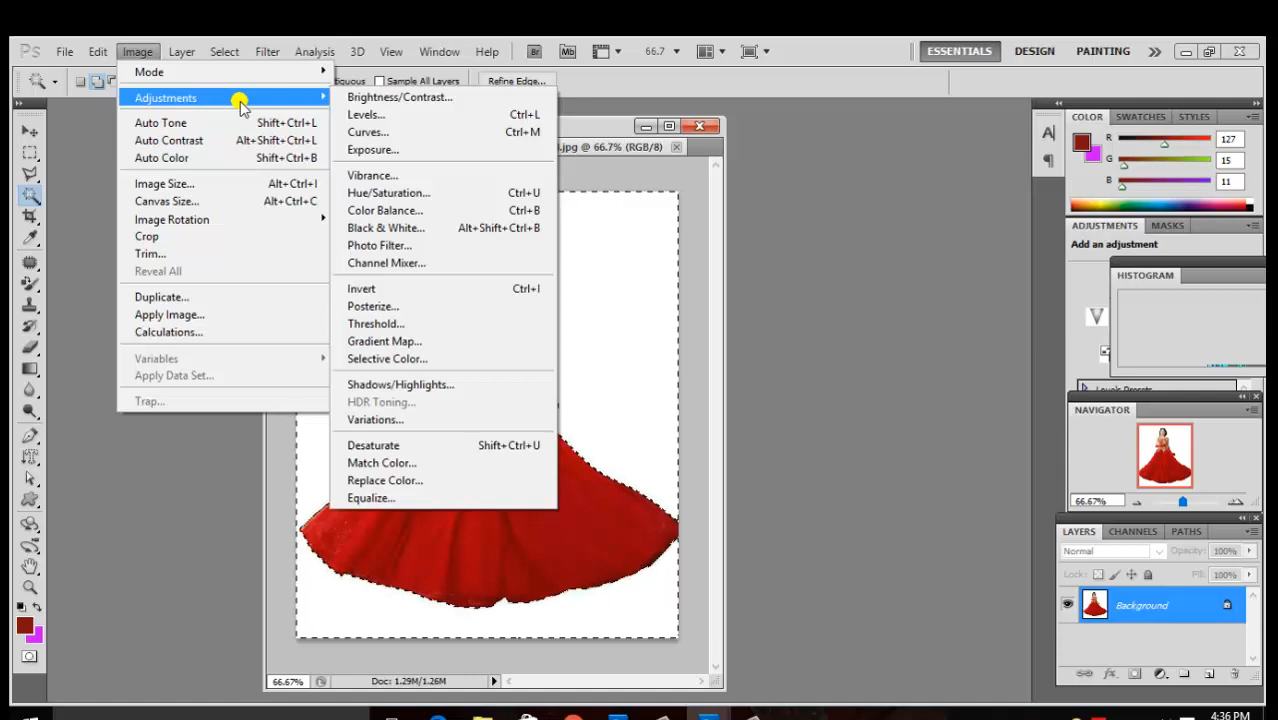 Ps File Edit Image Layer Select Filter Analysis 3D View Window Help Br Mb 66.7 ESSENTIALS DESIGN PAINTING
Sample All Layers Refine Edge...
Mode
Adjustments
Auto Tone Shift+Ctrl+L
Auto Contrast Alt+Shift+Ctrl+L
Auto Color Shift+Ctrl+B
Image Size... Alt+Ctrl+I
Canvas Size... Alt+Ctrl+C
Image Rotation
Crop
Trim...
Reveal All
Duplicate...
Apply Image...
Calculations...
Variables
Apply Data Set...
Trap...
Brightness/Contrast...
Levels... Ctrl+L
Curves... Ctrl+M
Exposure...
Vibrance...
Hue/Saturation... Ctrl+U
Color Balance... Ctrl+B
Black & White... Alt+Shift+Ctrl+B
Photo Filter...
Channel Mixer...
Invert Ctrl+I
Posterize...
Threshold...
Gradient Map...
Selective Color...
Shadows/Highlights...
HDR Toning...
Variations...
Desaturate Shift+Ctrl+U
Match Color...
Replace Color...
Equalize...
.jpg @ 66.7% (RGB/8)
66.67% Doc: 1.29M/1.26M
COLOR SWATCHES STYLES
R 127
G 15
B 11
ADJUSTMENTS MASKS
Add an adjustment
HISTOGRAM
Levels Presets
NAVIGATOR
66.67%
LAYERS CHANNELS PATHS
Normal Opacity: 100%
Lock: Fill: 100%
Background
4:36 PM